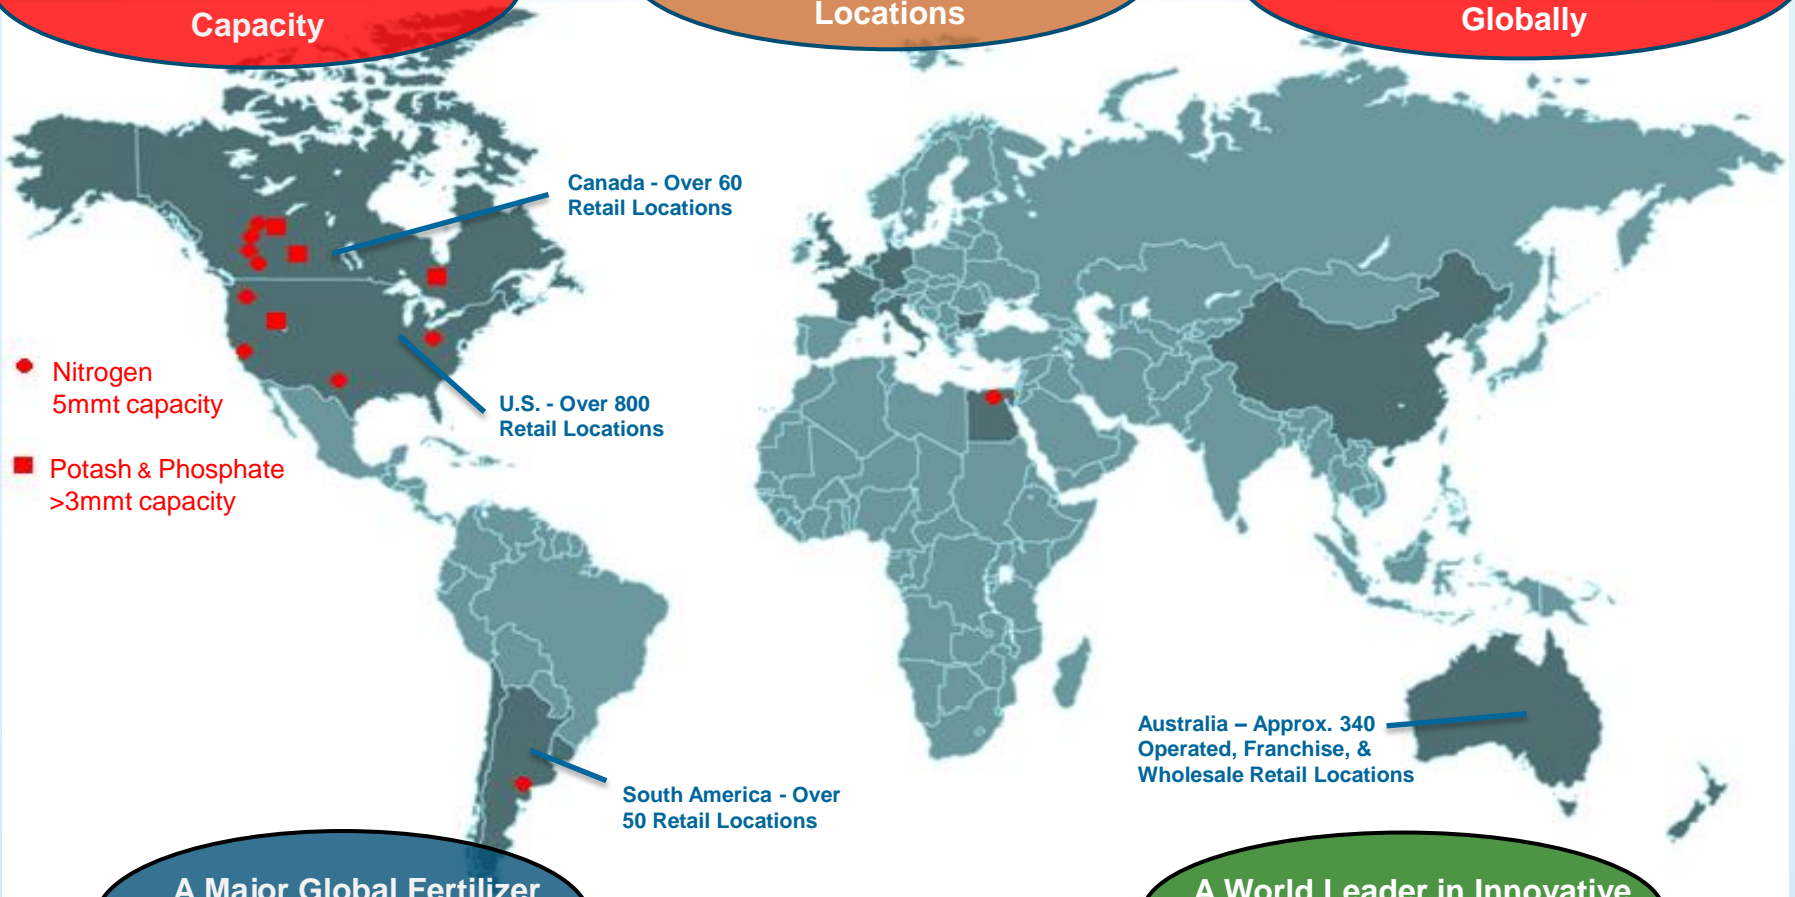 Capacity
Locations
Globally
Canada - Over 60
Retail Locations
Nitrogen
5mmt capacity
U.S. - Over 800
Retail Locations
Potash & Phosphate
>3mmt capacity
Australia – Approx. 340
Operated, Franchise, &
Wholesale Retail Locations
South America - Over
50 Retail Locations
A Major Global Fertilizer
A World Leader in Innovative